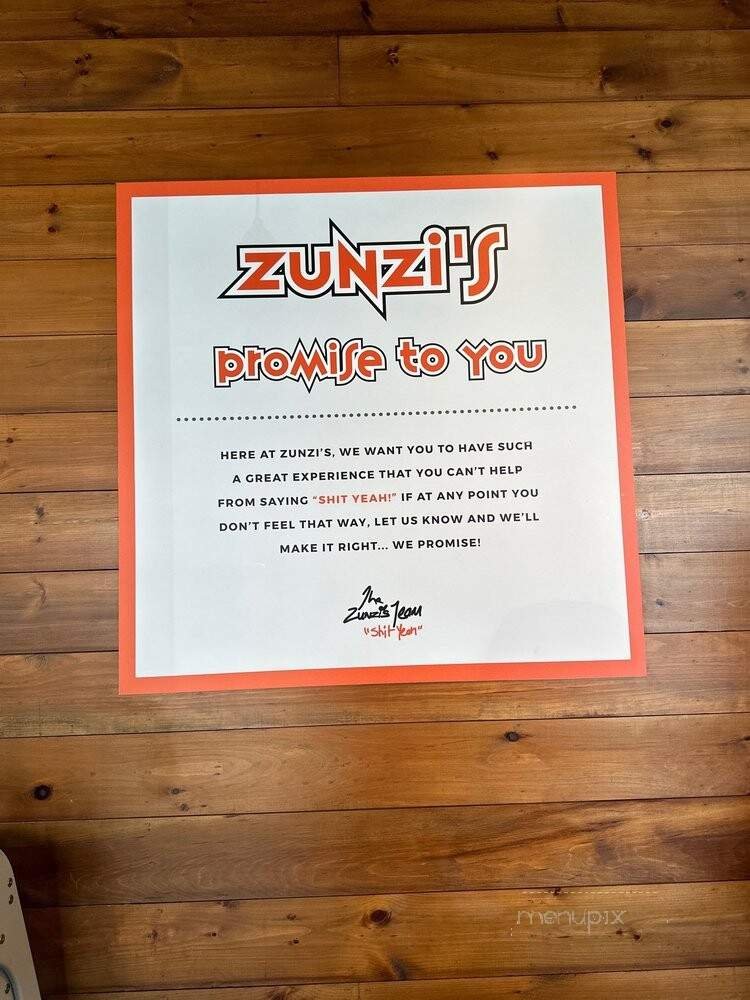 ZUNZI'S
PROMISE TO YOU
HERE AT ZUNZI'S, WE WANT YOU TO HAVE SUCH
A GREAT EXPERIENCE THAT YOU CAN'T HELP
FROM SAYING "SHIT YEAH!" IF AT ANY POINT YOU
DON'T FEEL THAT WAY, LET US KNOW AND WE'LL
MAKE IT RIGHT... WE PROMISE!
The
Zunzi's Team
"Shit Yeah"
menupix